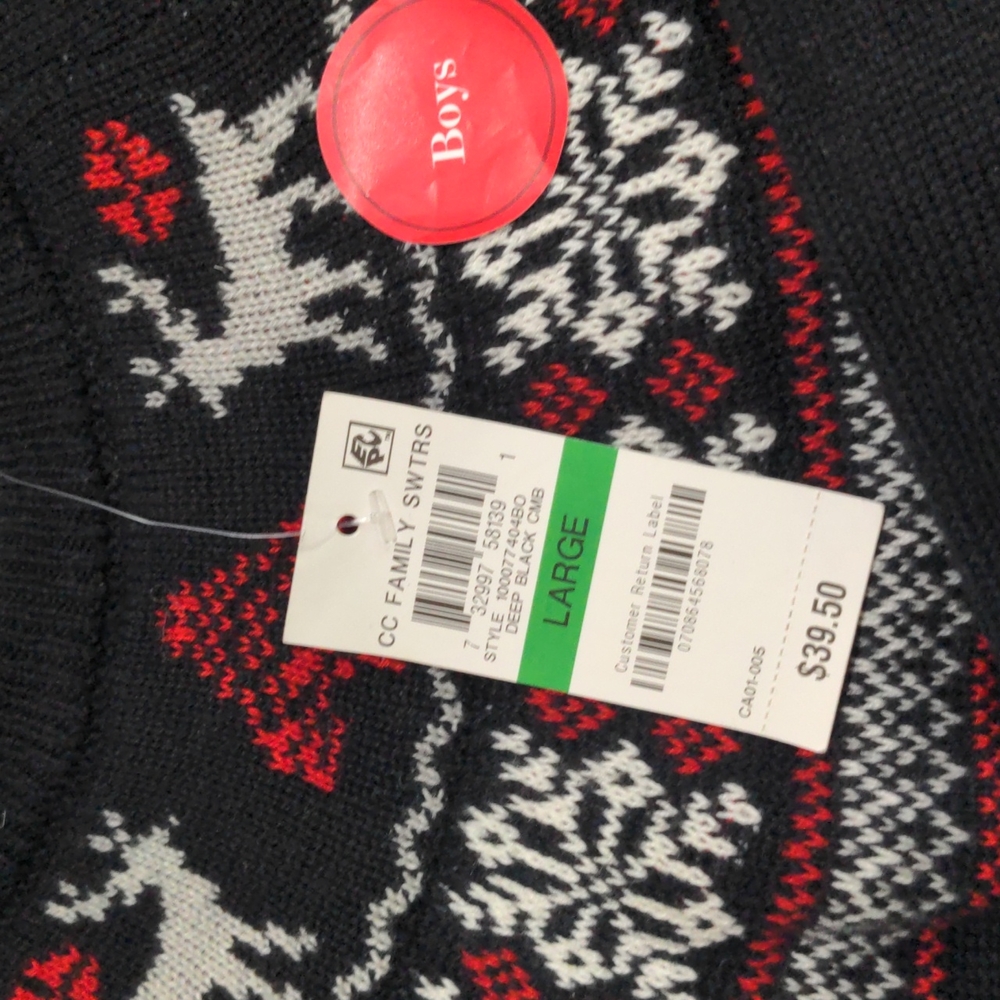 Boys
EPC
CC FAMILY SWTRS
7 32997 58139 1
STYLE 100077404BO
DEEP BLACK CMB
LARGE
Customer Return Label
070864568078
CA01-005
$39.50